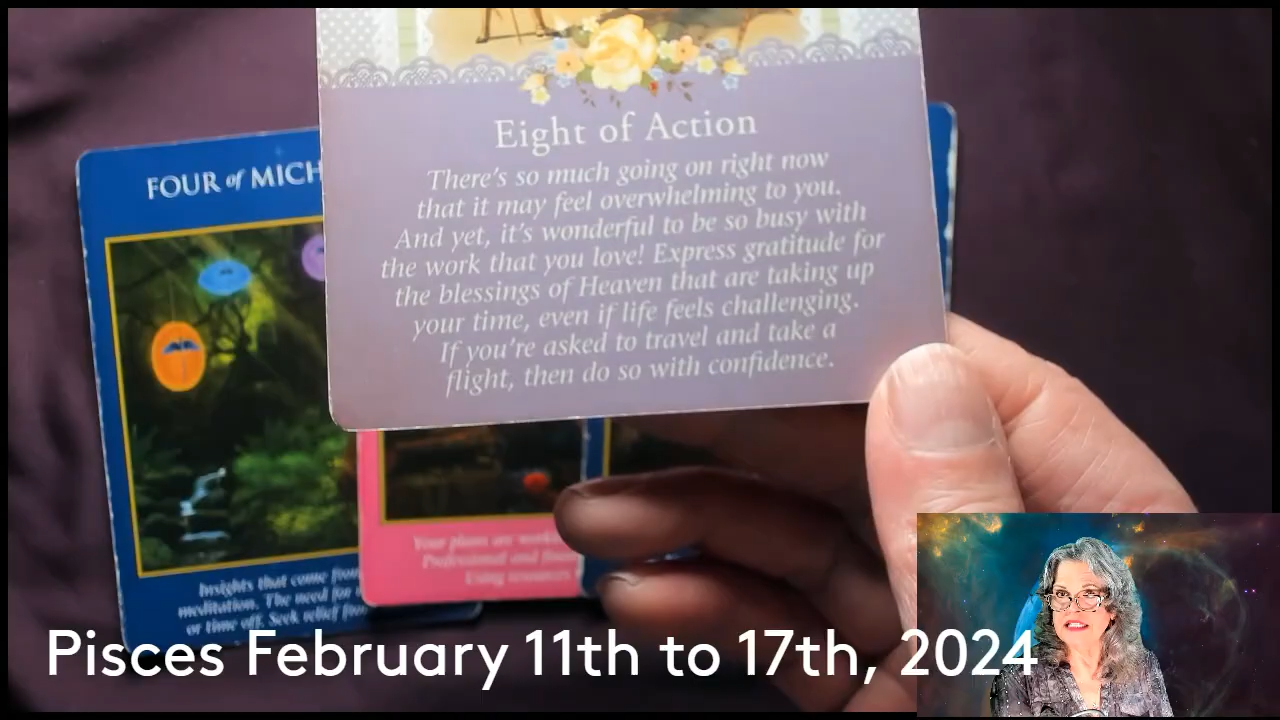 Eight of Action
There's so much going on right now
that it may feel overwhelming to you.
And yet, it's wonderful to be so busy with
the work that you love! Express gratitude for
the blessings of Heaven that are taking up
your time, even if life feels challenging.
If you're asked to travel and take a
flight, then do so with confidence.
FOUR of MICH
Insights that come from
meditation. The need for
or time off. Seek relief
Your plans are
Professional and
Using resources
Pisces February 11th to 17th, 2024